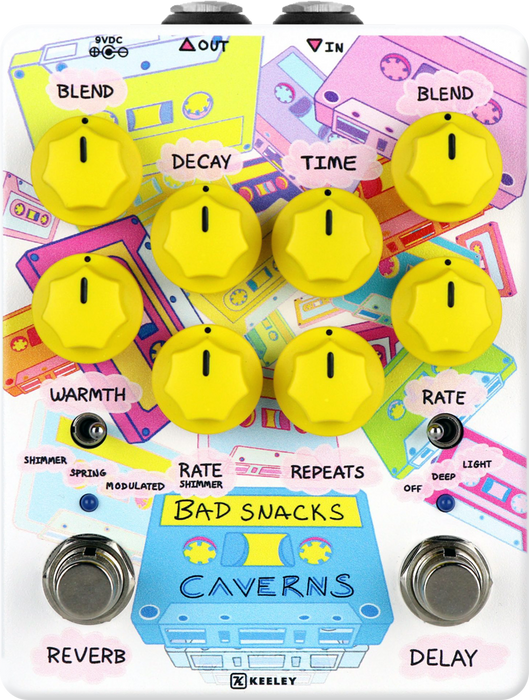 9VDC
OUT
IN
BLEND
BLEND
DECAY
TIME
WARMTH
RATE
SHIMMER
SPRING
MODULATED
RATE
SHIMMER
REPEATS
OFF
DEEP
LIGHT
BAD SNACKS
CAVERNS
REVERB
DELAY
KEELEY